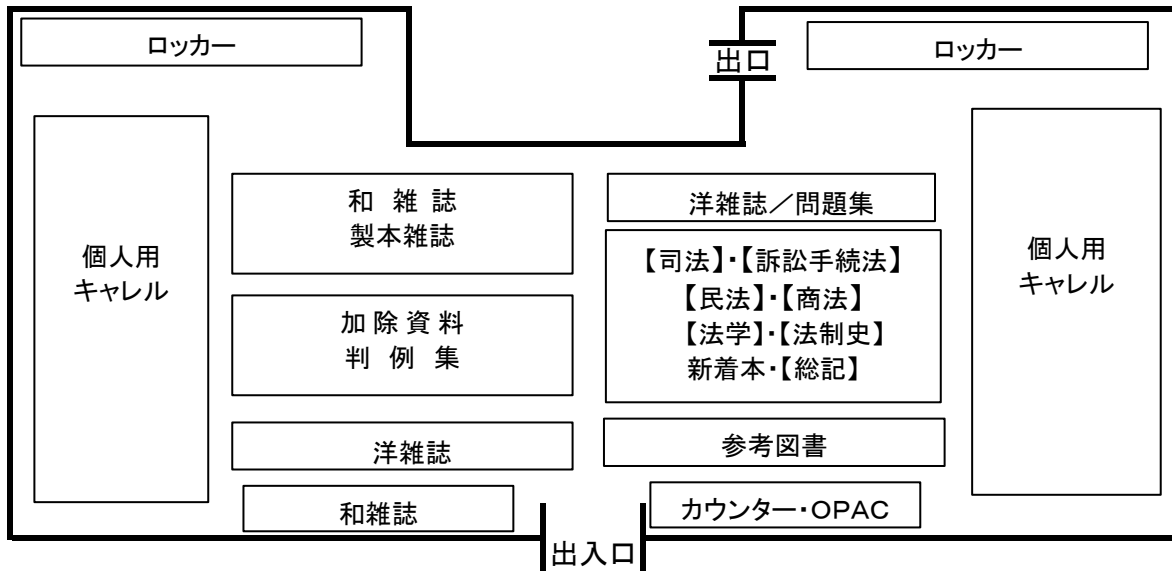 ロッカー
出口
ロッカー
個人用
キャレル
和 雑 誌
製本雑誌
加 除 資 料
判 例 集
洋雑誌
和雑誌
洋雑誌／問題集
【司法】・【訴訟手続法】
【民法】・【商法】
【法学】・【法制史】
新着本・【総記】
参考図書
カウンター・OPAC
個人用
キャレル
出入口